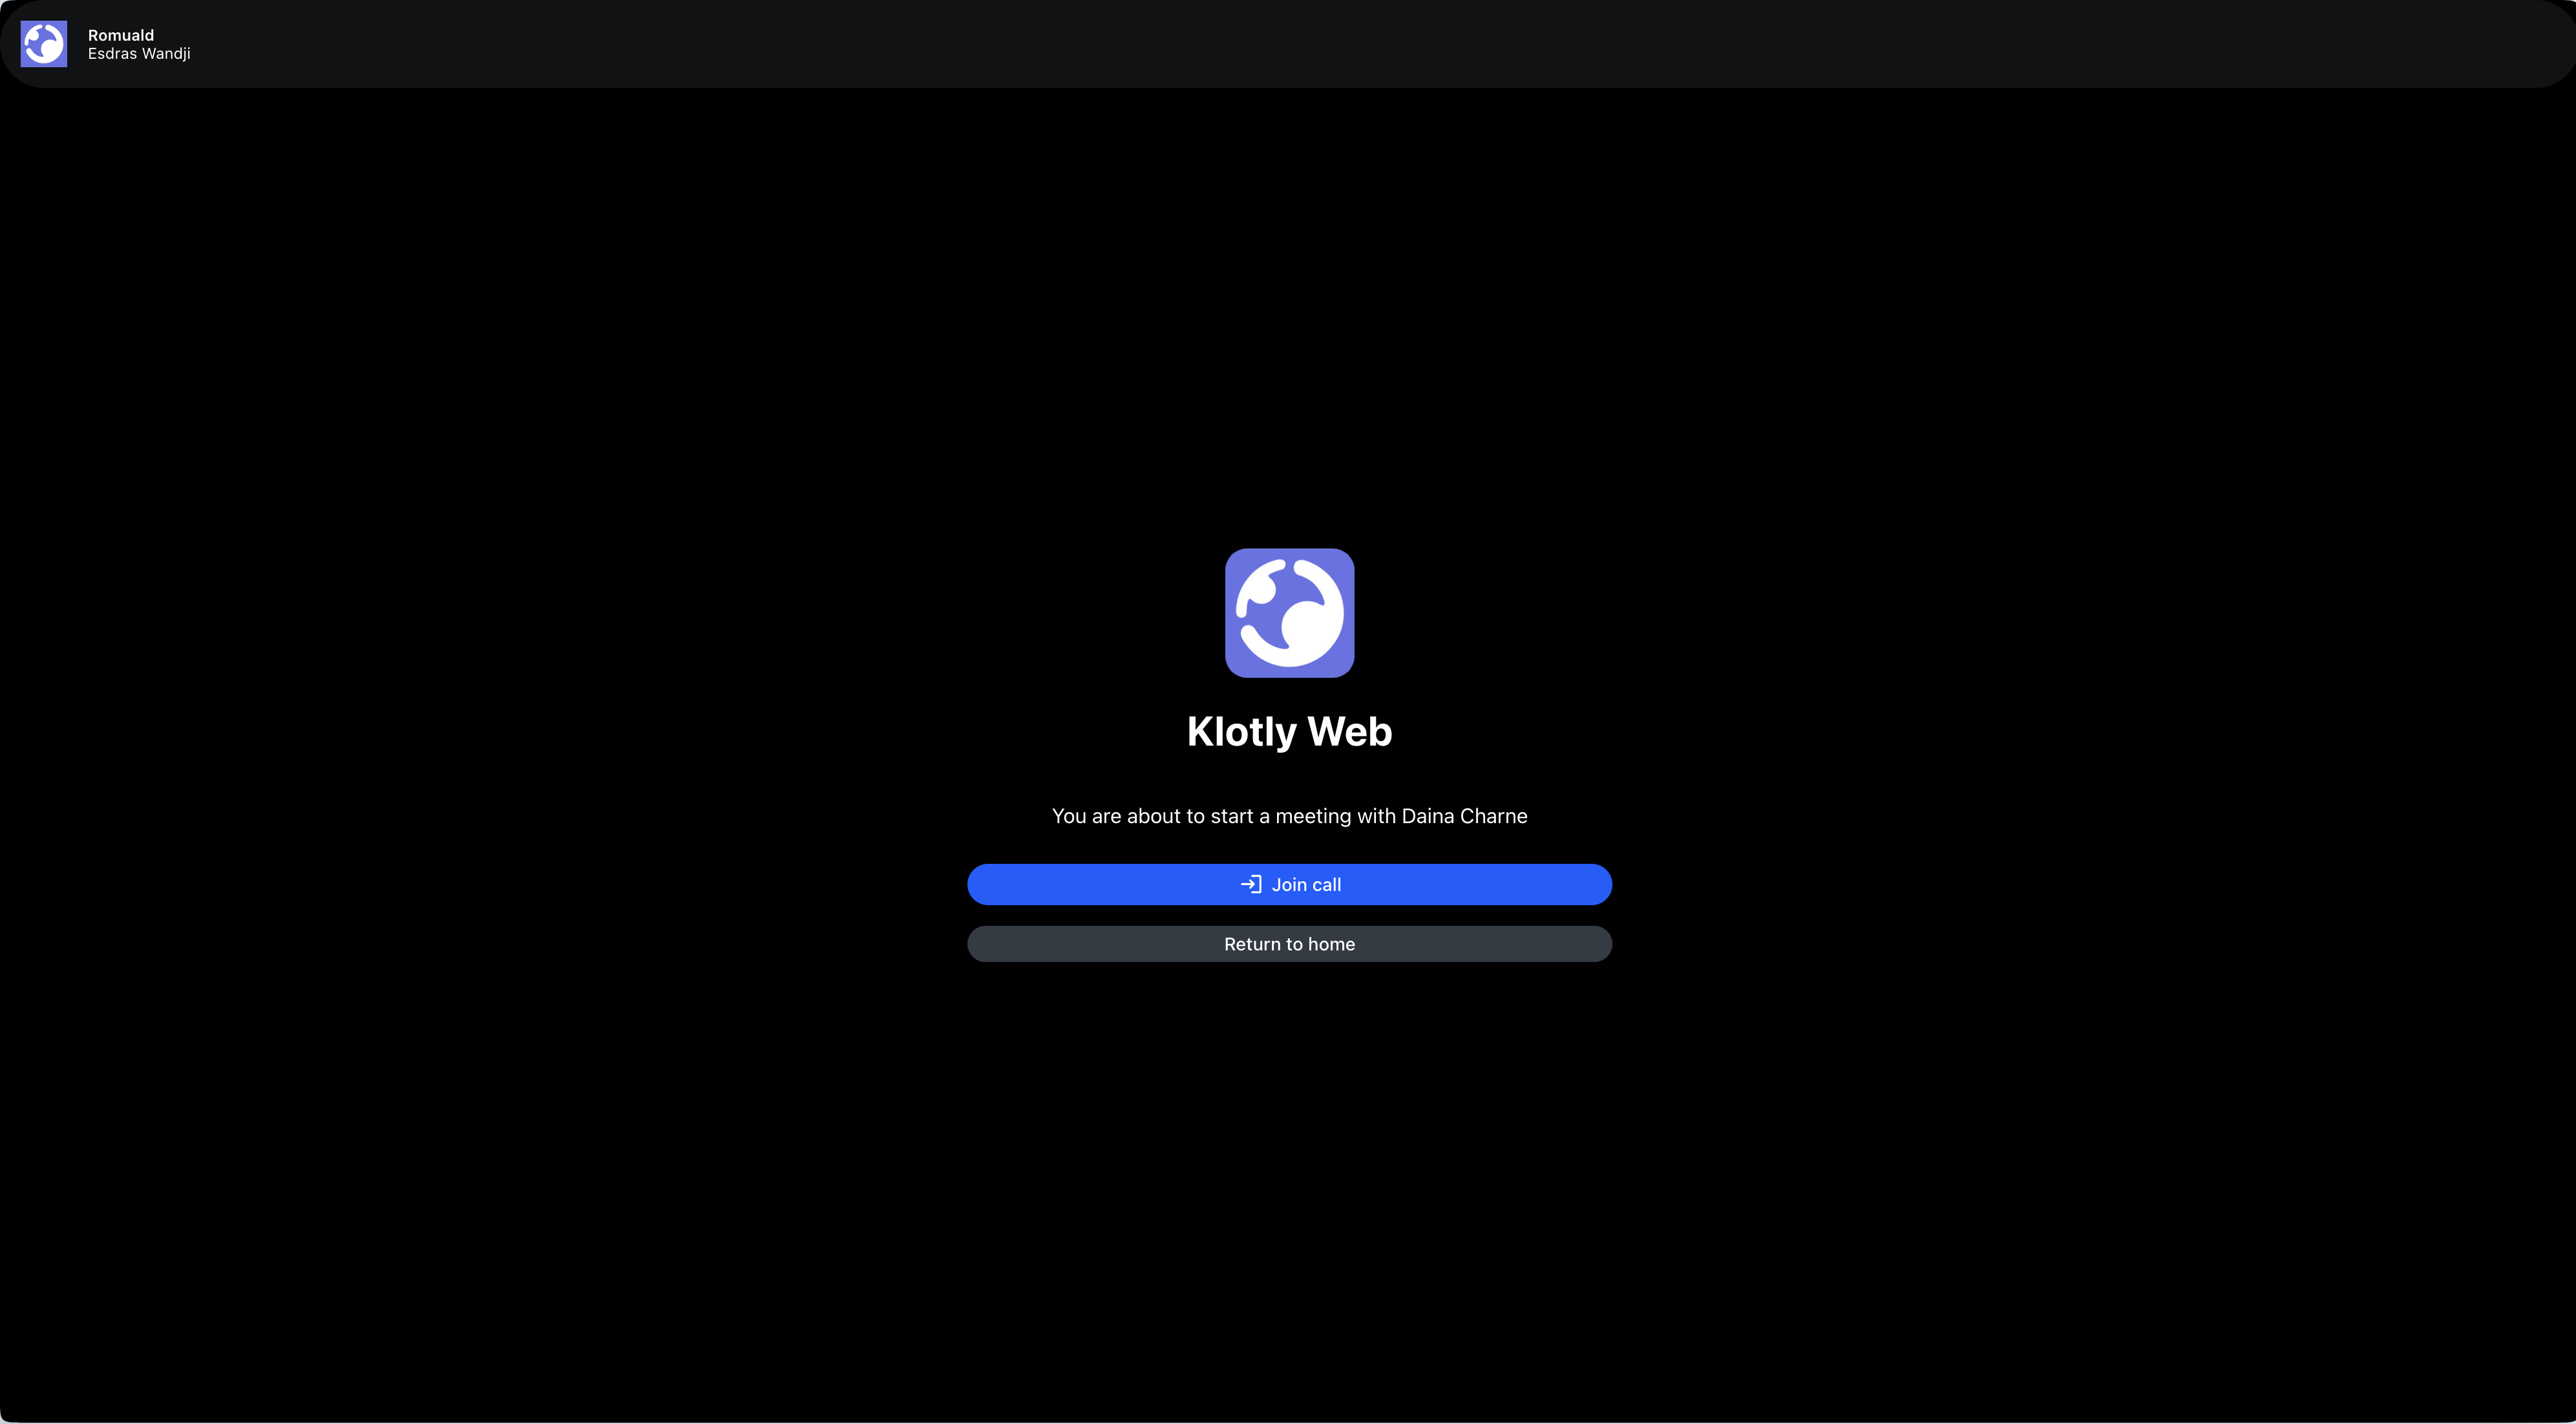 Romuald
Esdras Wandji
Klotly Web
You are about to start a meeting with Daina Charne
Join call
Return to home